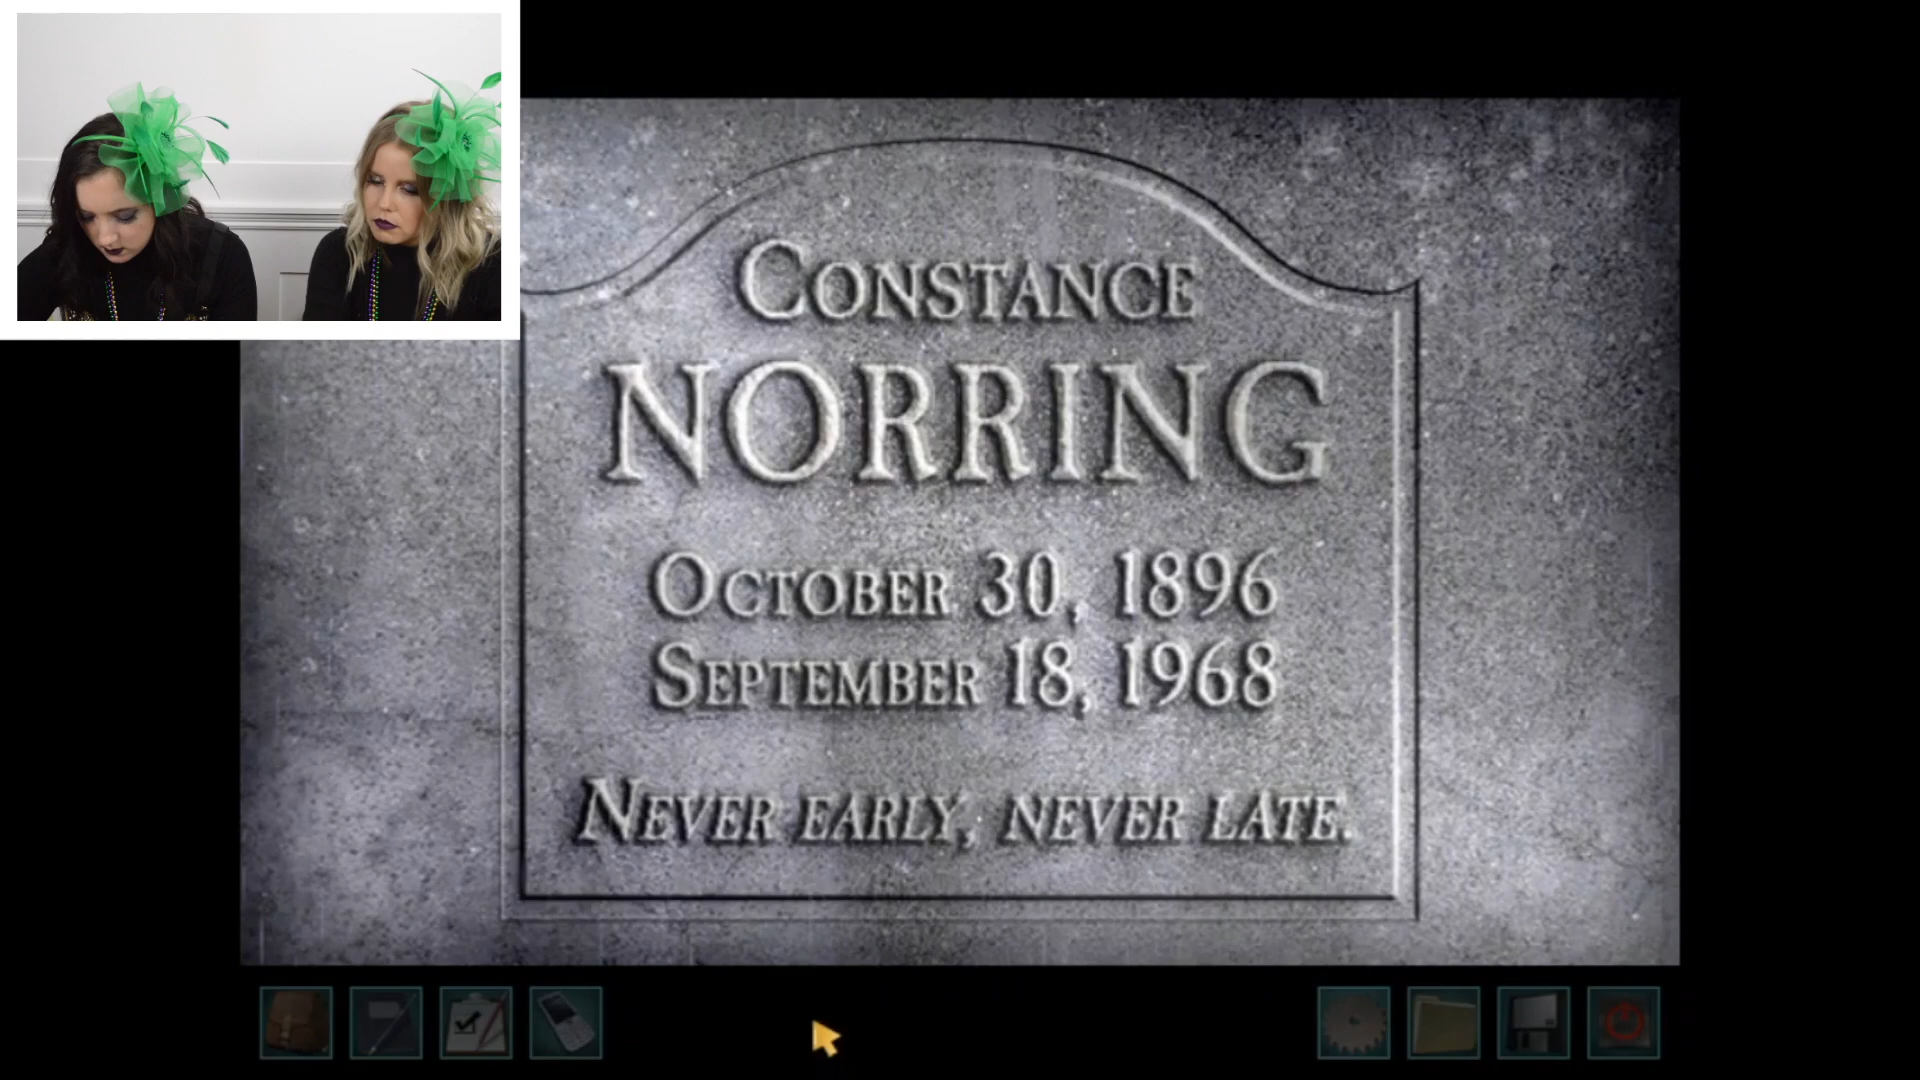 Constance
NORRING
October 30, 1896
September 18, 1968
Never early, never late.